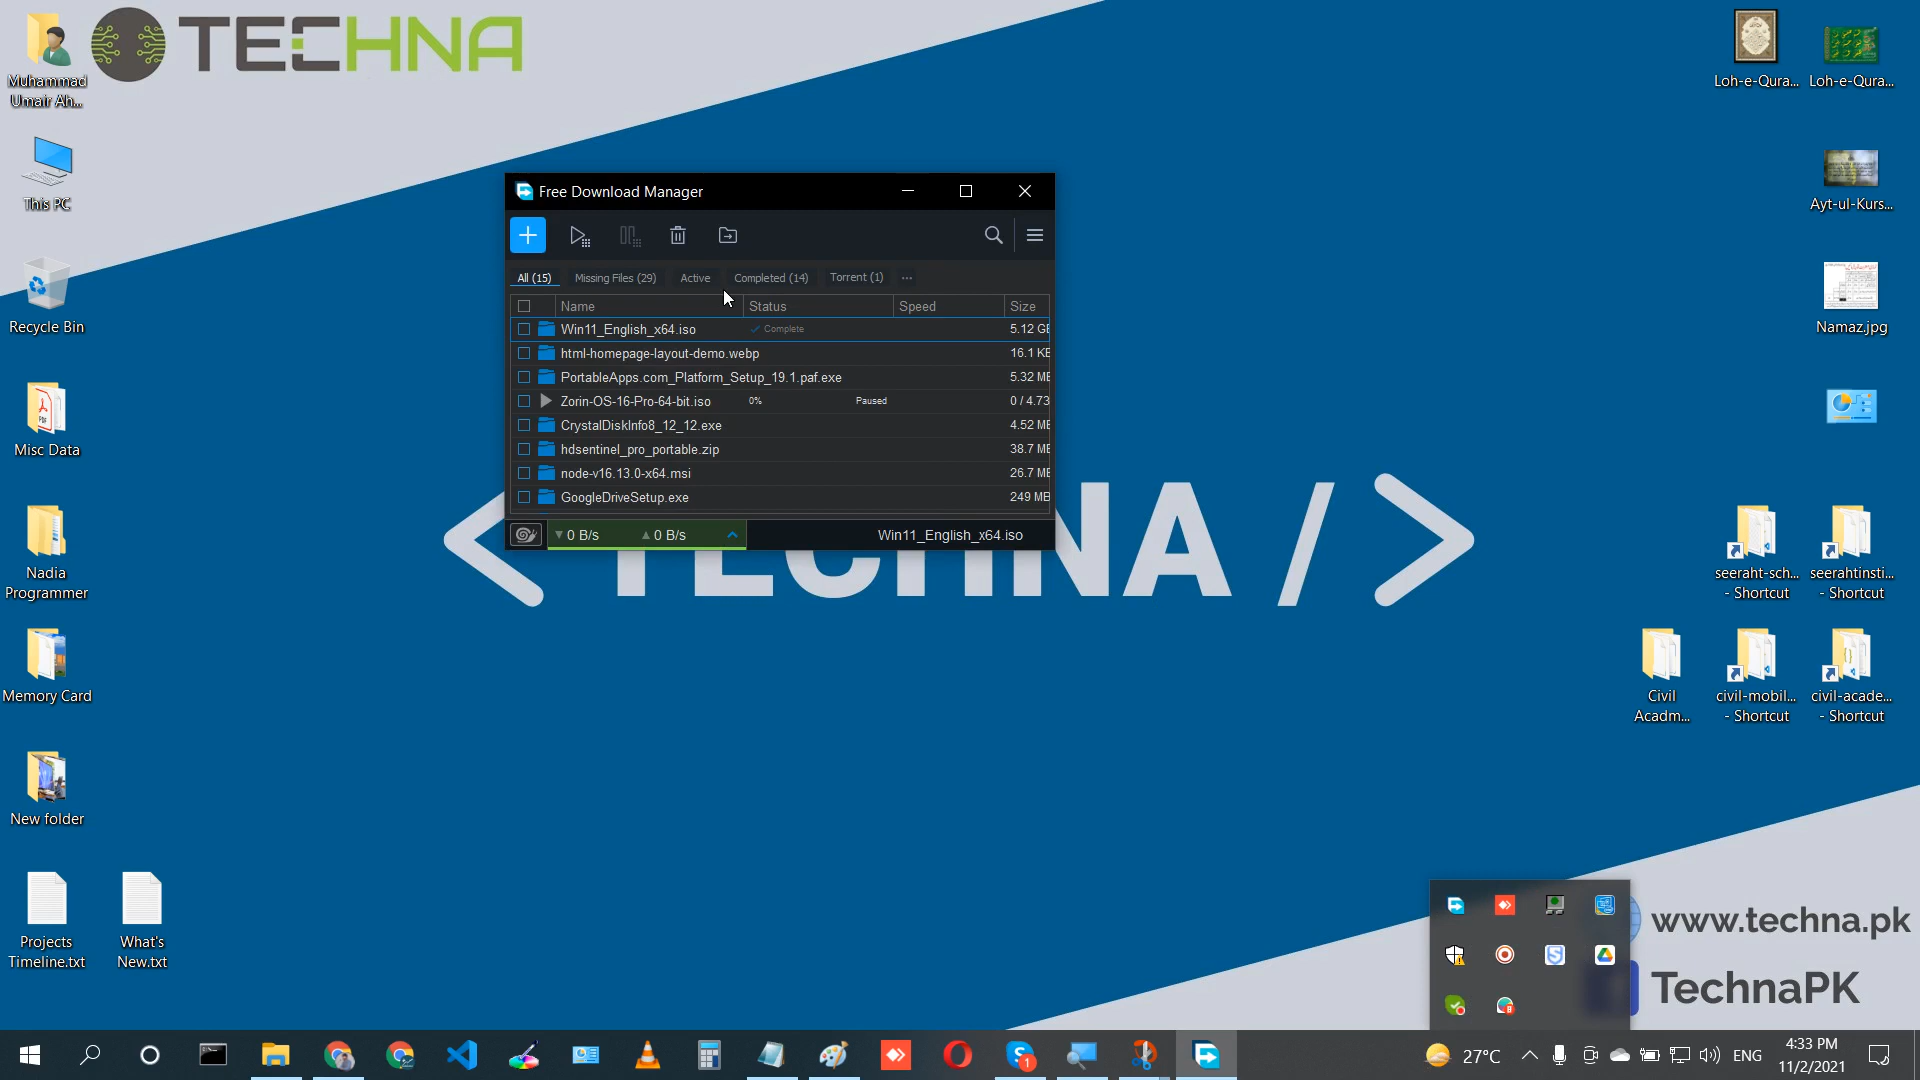 TECHNA
Muhammad
Umair Ah...
This PC
Recycle Bin
Misc Data
Nadia
Programmer
Memory Card
New folder
Projects
Timeline.txt
What's
New.txt
Free Download Manager
All (15)
Missing Files (29)
Active
Completed (14)
Torrent (1)
...
Name
Status
Speed
Size
Win11_English_x64.iso
Complete
5.12 GB
html-homepage-layout-demo.webp
16.1 KB
PortableApps.com_Platform_Setup_19.1.paf.exe
5.32 MB
Zorin-OS-16-Pro-64-bit.iso
0%
Paused
0 / 4.73
CrystalDiskInfo8_12_12.exe
4.52 MB
hdsentinel_pro_portable.zip
38.7 MB
node-v16.13.0-x64.msi
26.7 MB
GoogleDriveSetup.exe
249 MB
0 B/s
0 B/s
Win11_English_x64.iso
< TECHNA />
Loh-e-Qura...
Loh-e-Qura...
Ayt-ul-Kurs...
Namaz.jpg
seeraht-sch...
- Shortcut
seerahtinsti...
- Shortcut
Civil
Acadm...
civil-mobil...
- Shortcut
civil-acade...
- Shortcut
www.techna.pk
TechnaPK
1
27°C
ENG
4:33 PM
11/2/2021